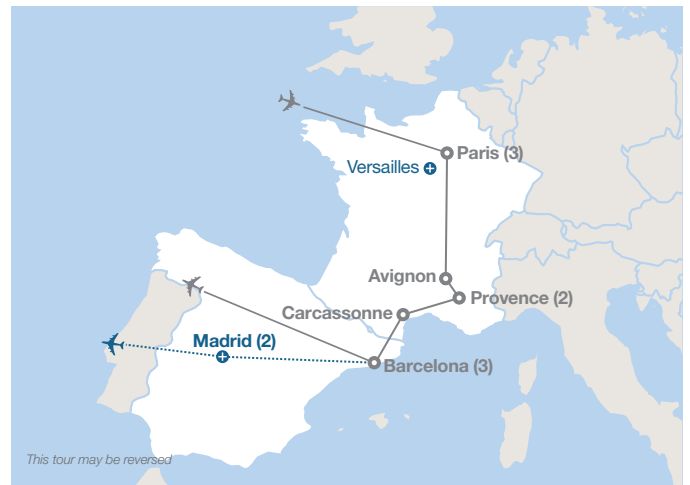 Paris (3)
Versailles
Avignon
Provence (2)
Carcassonne
Madrid (2)
Barcelona (3)
This tour may be reversed